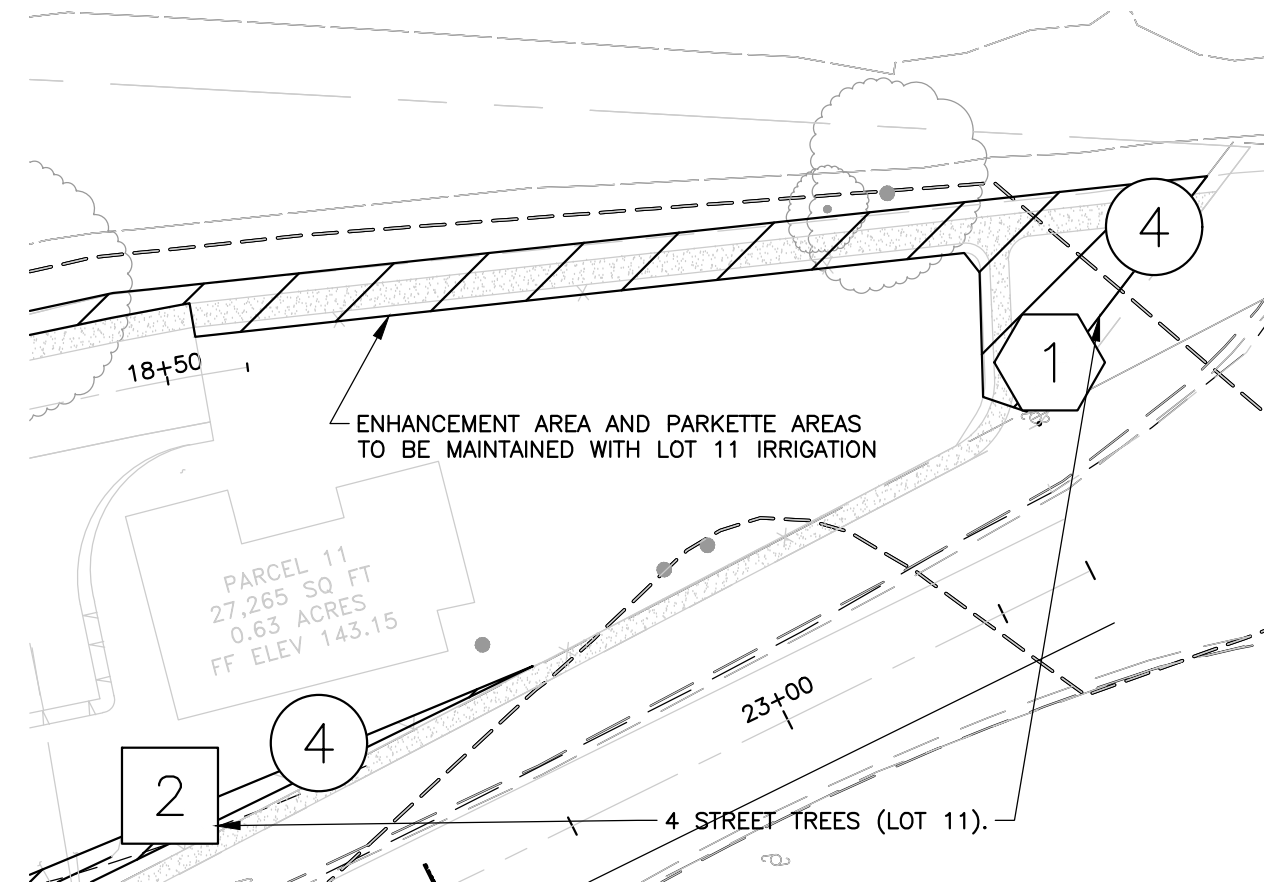 4
1
18+50
ENHANCEMENT AREA AND PARKETTE AREAS
TO BE MAINTAINED WITH LOT 11 IRRIGATION
PARCEL 11
27,265 SQ FT
0.63 ACRES
FF ELEV 143.15
23+00
4
2
4 STREET TREES (LOT 11).